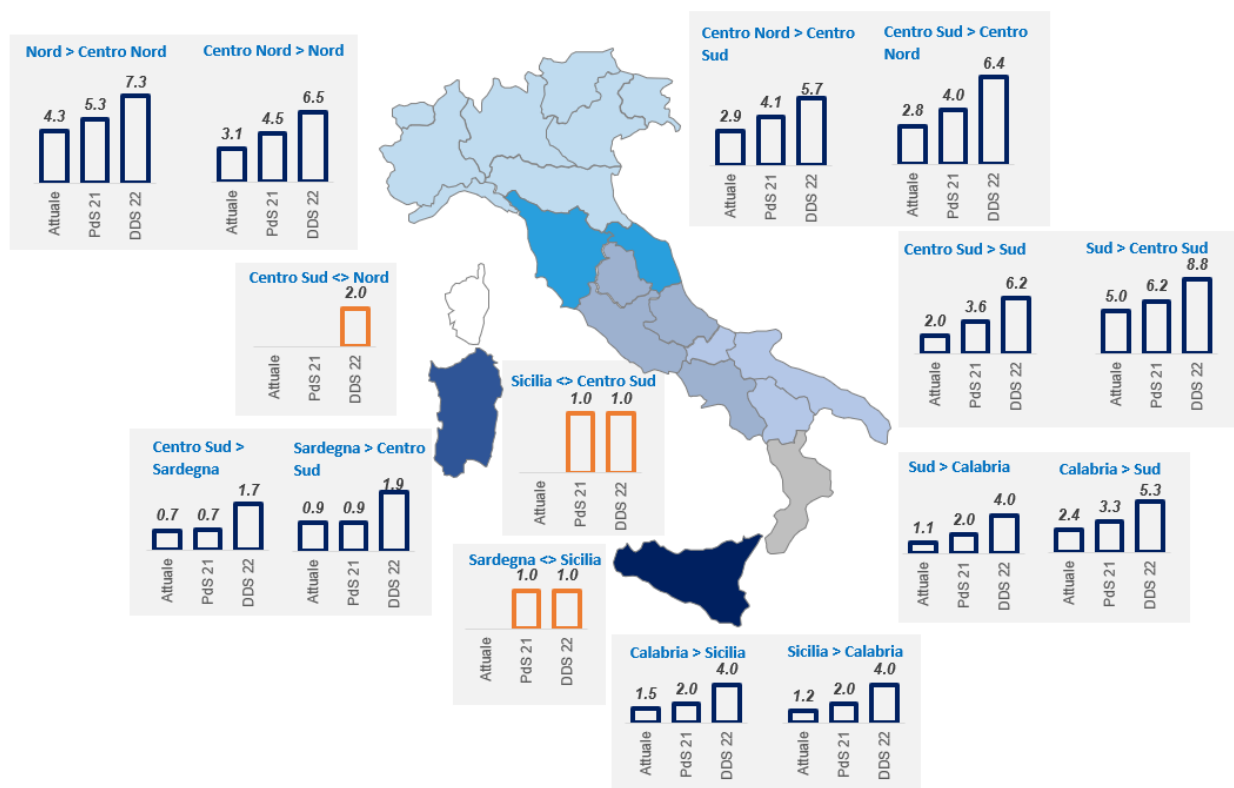 Nord > Centro Nord
4.3
5.3
7.3
Attuale
PdS 21
DDS 22
Centro Nord > Nord
3.1
4.5
6.5
Attuale
PdS 21
DDS 22
Centro Nord > Centro
Sud
2.9
4.1
5.7
Attuale
PdS 21
DDS 22
Centro Sud > Centro
Nord
2.8
4.0
6.4
Attuale
PdS 21
DDS 22
Centro Sud <> Nord
2.0
Attuale
PdS 21
DDS 22
Centro Sud > Sud
2.0
3.6
6.2
Attuale
PdS 21
DDS 22
Sud > Centro Sud
5.0
6.2
8.8
Attuale
PdS 21
DDS 22
Sicilia <> Centro Sud
1.0
1.0
Attuale
PdS 21
DDS 22
Centro Sud >
Sardegna
0.7
0.7
1.7
Attuale
PdS 21
DDS 22
Sardegna > Centro
Sud
0.9
0.9
1.9
Attuale
PdS 21
DDS 22
Sud > Calabria
1.1
2.0
4.0
Attuale
PdS 21
DDS 22
Calabria > Sud
2.4
3.3
5.3
Attuale
PdS 21
DDS 22
Sardegna <> Sicilia
1.0
1.0
Attuale
PdS 21
DDS 22
Calabria > Sicilia
1.5
2.0
4.0
Attuale
PdS 21
DDS 22
Sicilia > Calabria
1.2
2.0
4.0
Attuale
PdS 21
DDS 22